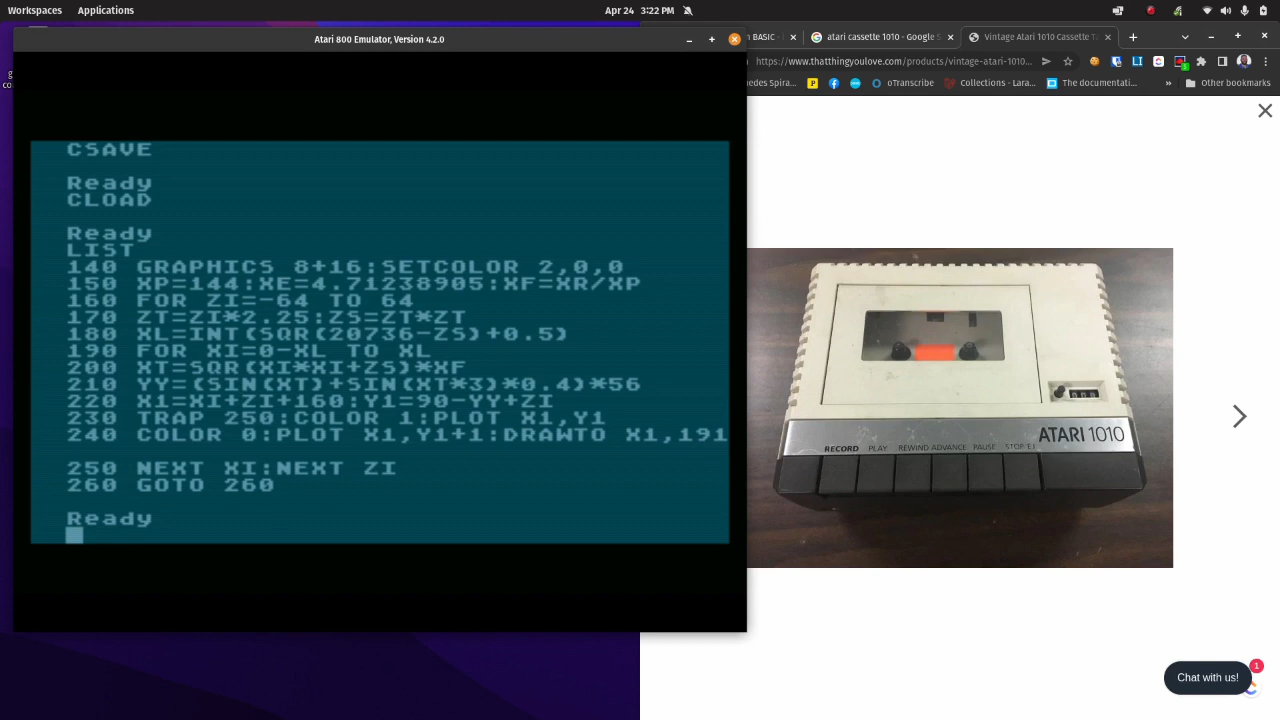 Workspaces Applications Apr 24 3:22 PM
Atari 800 Emulator, Version 4.2.0
BASIC - atari cassette 1010 - Google S Vintage Atari 1010 Cassette T
https://www.thatthingyoulove.com/products/vintage-atari-1010...
edes Spira... oTranscribe Collections - Lara... The documentati... » Other bookmarks
CSAVE
Ready
CLOAD
Ready
LIST
140 GRAPHICS 8+16:SETCOLOR 2,0,0
150 XP=144:XE=4.71238905:XF=XR/XP
160 FOR ZI=-64 TO 64
170 ZT=ZI*2.25:ZS=ZT*ZT
180 XL=INT(SQR(20736-ZS)+0.5)
190 FOR XI=0-XL TO XL
200 XT=SQR(XI*XI+ZS)*XF
210 YY=(SIN(XT)+SIN(XT*3)*0.4)*56
220 X1=XI+ZI+160:Y1=90-YY+ZI
230 TRAP 250:COLOR 1:PLOT X1,Y1
240 COLOR 0:PLOT X1,Y1+1:DRAWTO X1,191
250 NEXT XI:NEXT ZI
260 GOTO 260
Ready
ATARI 1010
RECORD PLAY REWIND ADVANCE PAUSE STOP/EJ
Chat with us!
1